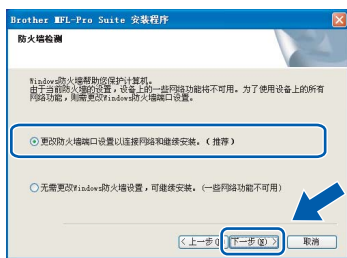 Brother MFL-Pro Suite 安装程序
防火墙检测
Windows防火墙帮助您保护计算机。
由于当前防火墙的设置，设备上的一些网络功能将不可用。为了使用设备上的所有
网络功能，则需更改Windows防火墙端口设置。
更改防火墙端口设置以连接网络和继续安装。（推荐）
无需更改Windows防火墙设置，可继续安装。（一些网络功能不可用）
< 上一步(B) 下一步(N) > 取消